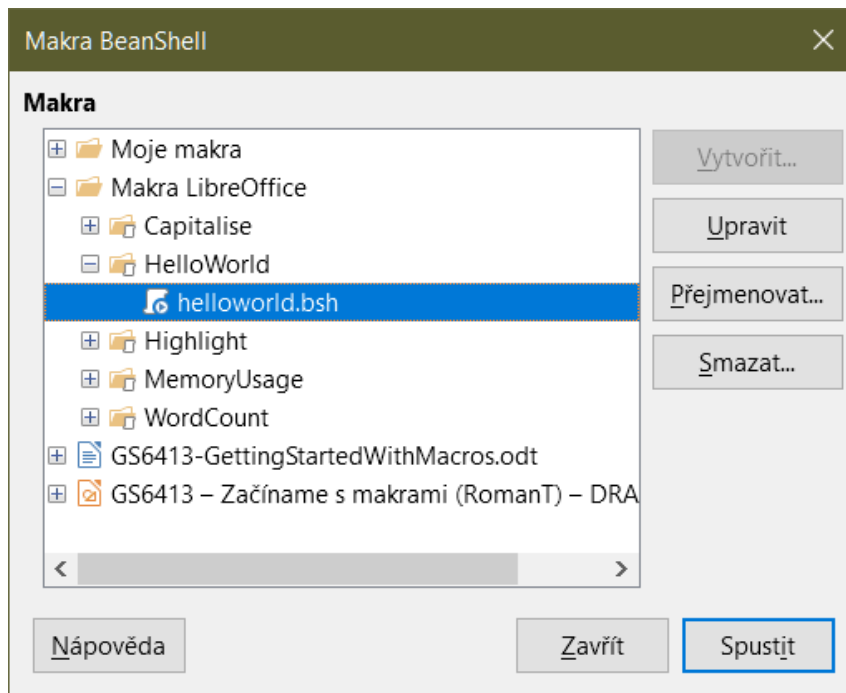 Makra BeanShell
Makra
Moje makra
Vytvořit...
Makra LibreOffice
Capitalise
Upravit
HelloWorld
helloworld.bsh
Přejmenovat...
Highlight
Smazat...
MemoryUsage
WordCount
GS6413-GettingStartedWithMacros.odt
GS6413 – Začíname s makrami (RomanT) – DRA
Nápověda
Zavřít
Spustit